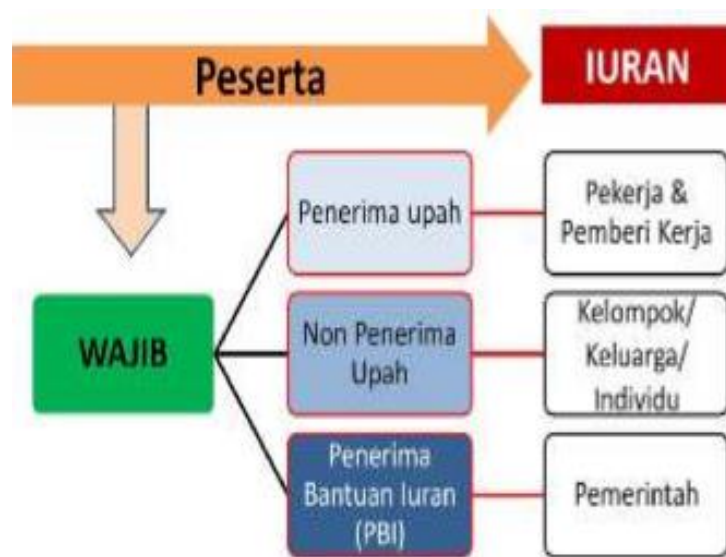 Peserta
IURAN
WAJIB
Penerima upah
Pekerja &
Pemberi Kerja
Non Penerima
Upah
Kelompok/
Keluarga/
Individu
Penerima
Bantuan Iuran
(PBI)
Pemerintah